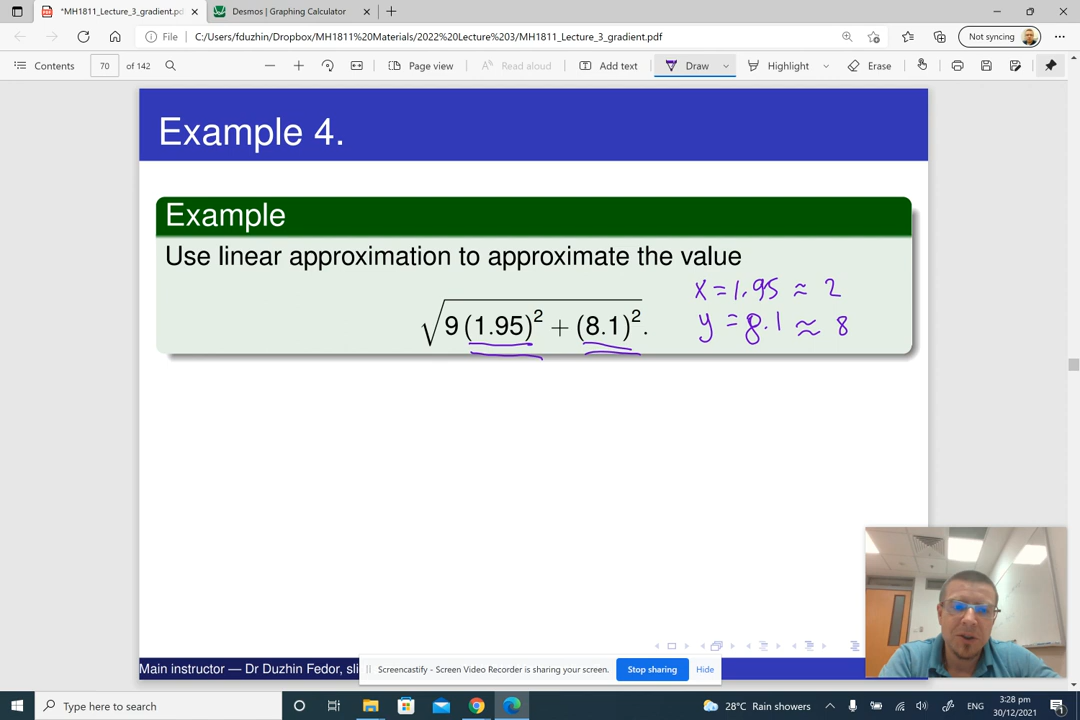 *MH1811_Lecture_3_gradient.pd
Desmos | Graphing Calculator
File
C:/Users/fduzhin/Dropbox/MH1811%20Materials/2022%20Lecture%203/MH1811_Lecture_3_gradient.pdf
Not syncing
Contents
70
of 142
Page view
Read aloud
Add text
Draw
Highlight
Erase
Example 4.
Example
Use linear approximation to approximate the value
√9 (1.95)² + (8.1)².
x = 1.95 ≈ 2
y = 8.1 ≈ 8
Main instructor — Dr Duzhin Fedor, sli
Screencastify - Screen Video Recorder is sharing your screen.
Stop sharing
Hide
Type here to search
28°C Rain showers
ENG
3:28 pm
30/12/2021
1